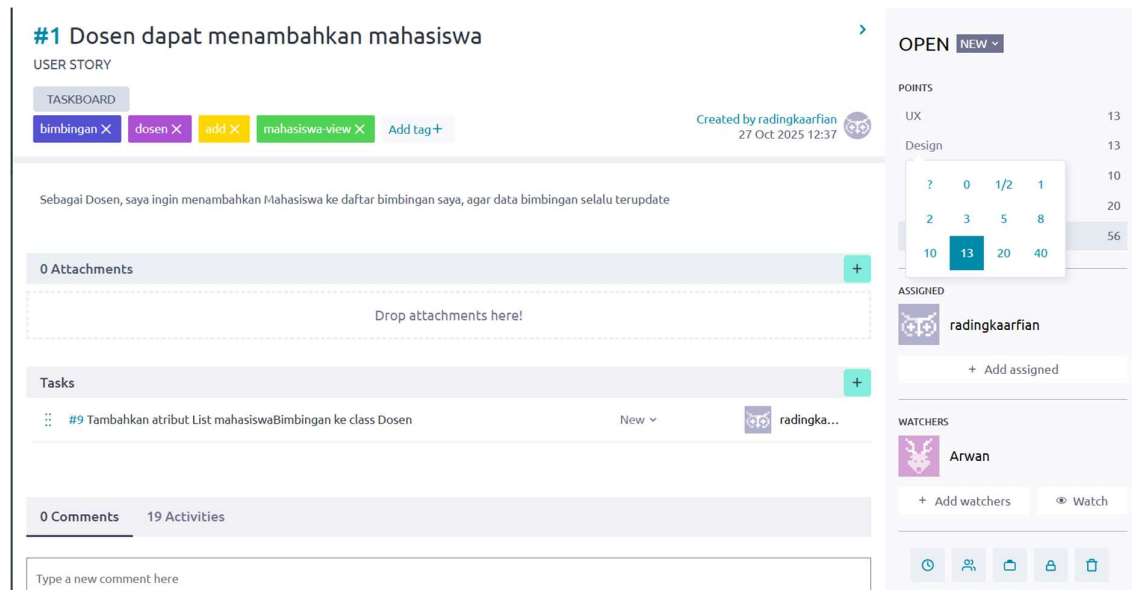 #1 Dosen dapat menambahkan mahasiswa
USER STORY
TASKBOARD
bimbingan
dosen
add
mahasiswa-view
Add tag+
Created by radingkaarfian
27 Oct 2025 12:37
Sebagai Dosen, saya ingin menambahkan Mahasiswa ke daftar bimbingan saya, agar data bimbingan selalu terupdate
0 Attachments
+
Drop attachments here!
Tasks
+
#9 Tambahkan atribut List mahasiswaBimbingan ke class Dosen
New
radingka...
0 Comments
19 Activities
Type a new comment here
OPEN NEW
POINTS
UX 13
Design 13
10
20
56
? 0 1/2 1
2 3 5 8
10 13 20 40
ASSIGNED
radingkaarfian
+ Add assigned
WATCHERS
Arwan
+ Add watchers
Watch